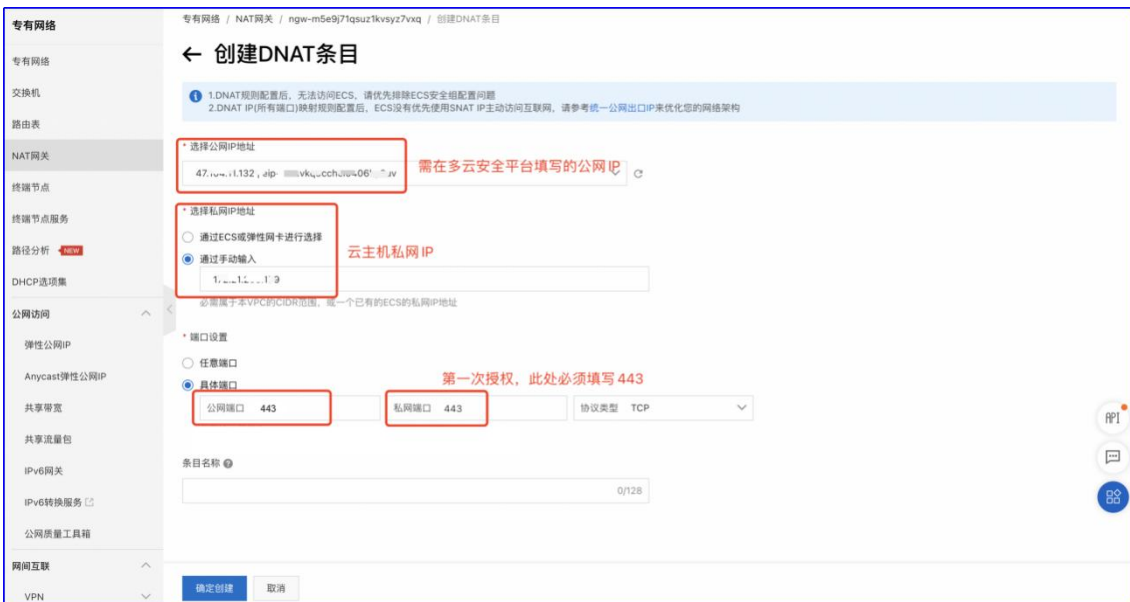 专有网络
专有网络 / NAT网关 / ngw-m5e9j71qsuz1kvsyz7vxq / 创建DNAT条目
← 创建DNAT条目
专有网络
交换机
路由表
NAT网关
终端节点
终端节点服务
路径分析 NEW
DHCP选项集
公网访问
弹性公网IP
Anycast弹性公网IP
共享带宽
共享流量包
IPv6网关
IPv6转换服务
公网质量工具箱
网间互联
VPN
1.DNAT规则配置后，无法访问ECS，请优先排除ECS安全组配置问题
2.DNAT IP(所有端口)映射规则配置后，ECS没有优先使用SNAT IP主动访问互联网，请参考统一公网出口IP来优化您的网络架构
* 选择公网IP地址
需在多云安全平台填写的公网IP
* 选择私网IP地址
通过ECS或弹性网卡进行选择
通过手动输入
云主机私网IP
必需属于本VPC的CIDR范围，或一个已有的ECS的私网IP地址
* 端口设置
任意端口
具体端口
第一次授权，此处必须填写443
公网端口 443 私网端口 443 协议类型 TCP
条目名称
0/128
确定创建 取消
API